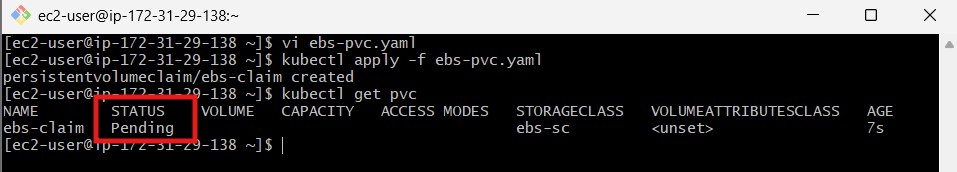 ec2-user@ip-172-31-29-138:~
[ec2-user@ip-172-31-29-138 ~]$ vi ebs-pvc.yaml
[ec2-user@ip-172-31-29-138 ~]$ kubectl apply -f ebs-pvc.yaml
persistentvolumeclaim/ebs-claim created
[ec2-user@ip-172-31-29-138 ~]$ kubectl get pvc
NAME STATUS VOLUME CAPACITY ACCESS MODES STORAGECLASS VOLUMEATTRIBUTESCLASS AGE
ebs-claim Pending ebs-sc <unset> 7s
[ec2-user@ip-172-31-29-138 ~]$